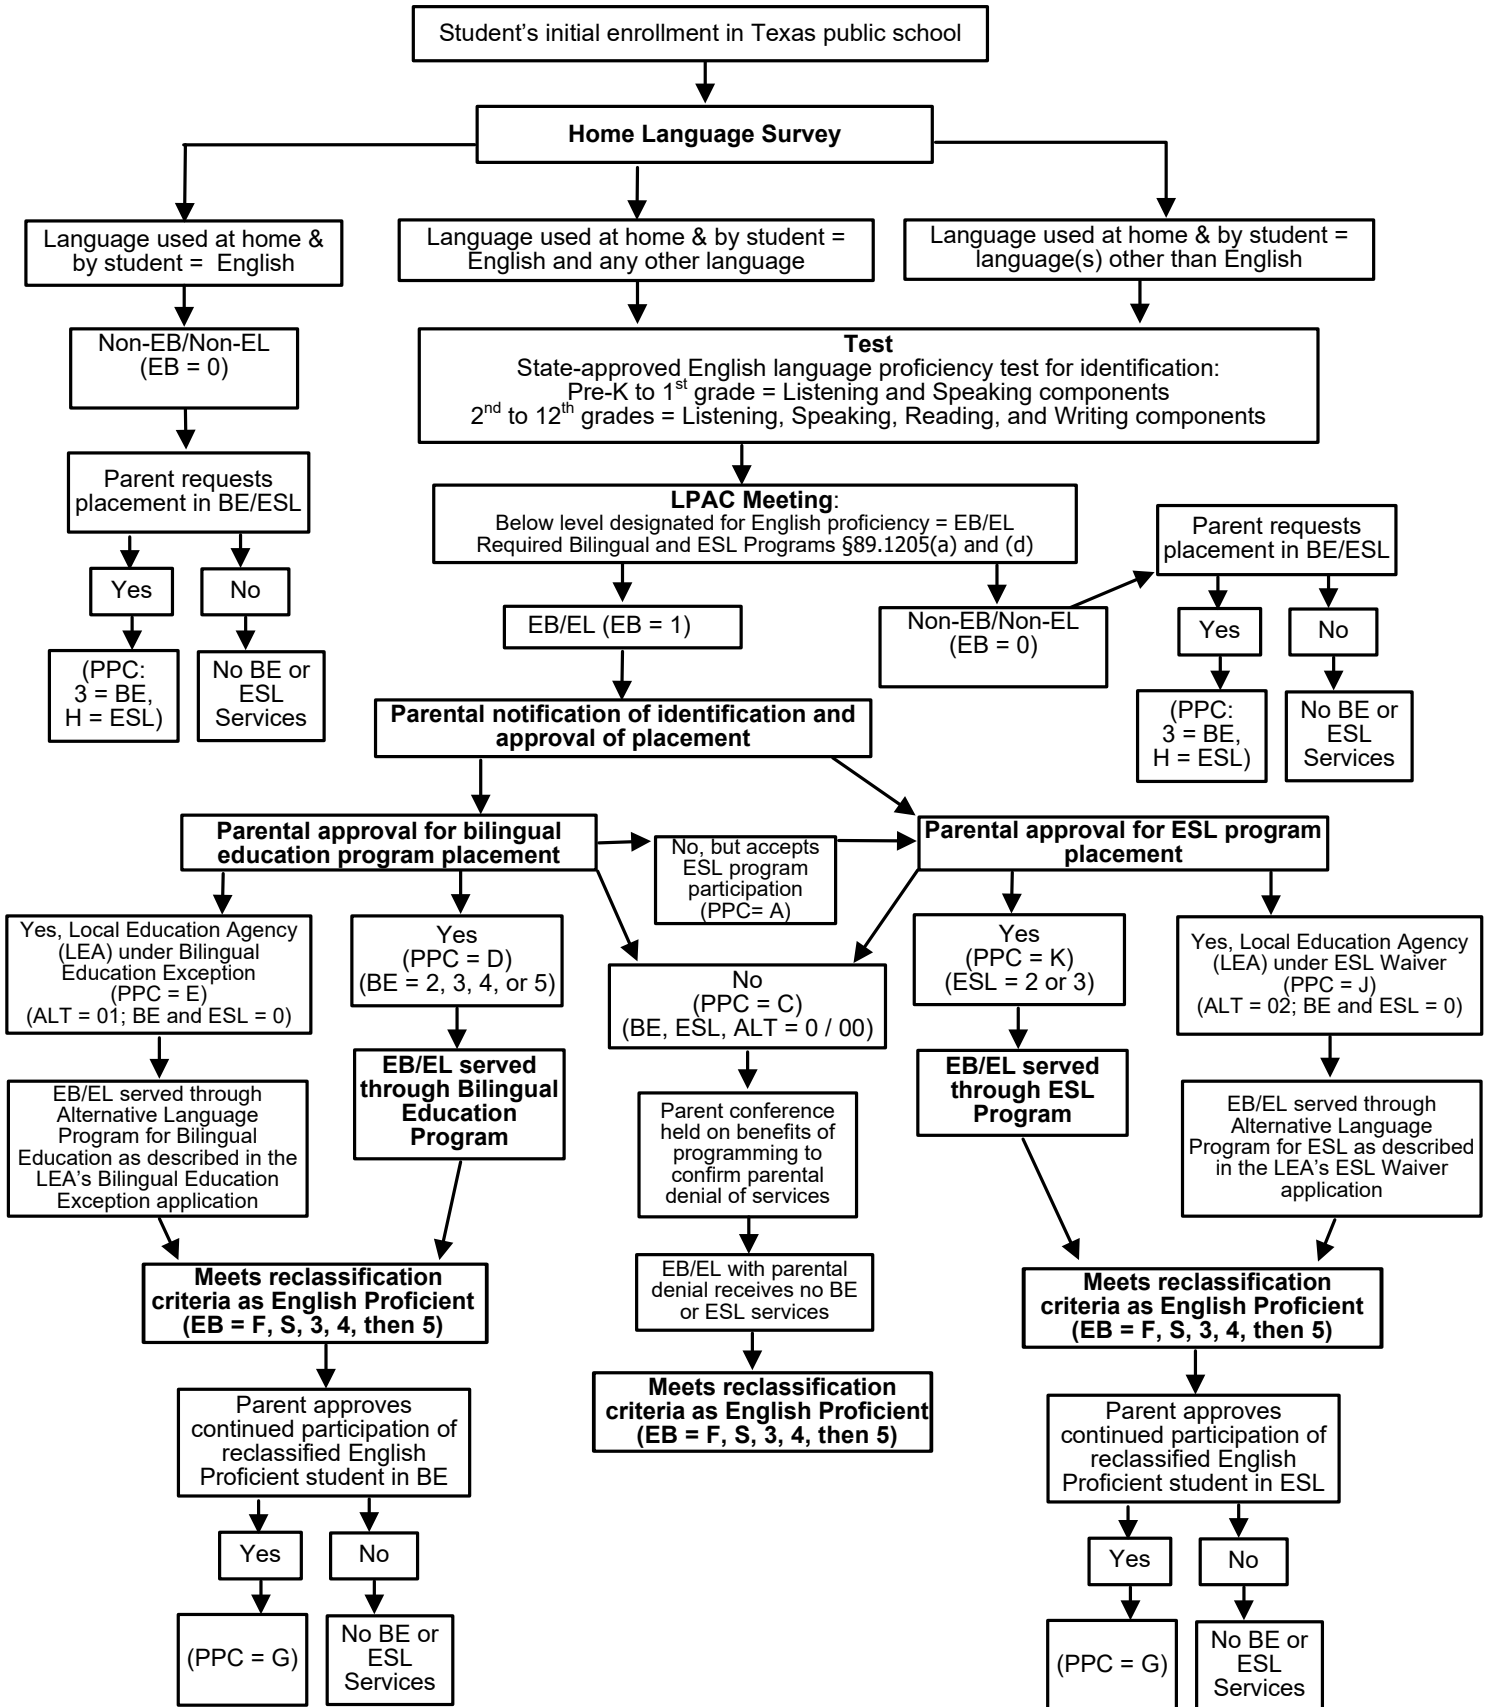 Student’s initial enrollment in Texas public school
Home Language Survey
Language used at home &
by student =  English
Language used at home & by student =
English and any other language
Language used at home & by student =
language(s) other than English
Non-EB/Non-EL
(EB = 0)
Test
State-approved English language proficiency test for identification:
Pre-K to 1st grade = Listening and Speaking components
2nd to 12th grades = Listening, Speaking, Reading, and Writing components
Parent requests
placement in BE/ESL
Yes
No
(PPC:
3 = BE,
H = ESL)
No BE or
ESL
Services
LPAC Meeting:
Below level designated for English proficiency = EB/EL
Required Bilingual and ESL Programs §89.1205(a) and (d)
EB/EL (EB = 1)
Non-EB/Non-EL
(EB = 0)
Parent requests
placement in BE/ESL
Yes
No
(PPC:
3 = BE,
H = ESL)
No BE or
ESL
Services
Parental notification of identification and
approval of placement
Parental approval for bilingual
education program placement
No, but accepts
ESL program
participation
(PPC= A)
Parental approval for ESL program
placement
Yes, Local Education Agency
(LEA) under Bilingual
Education Exception
(PPC = E)
(ALT = 01; BE and ESL = 0)
Yes
(PPC = D)
(BE = 2, 3, 4, or 5)
No
(PPC = C)
(BE, ESL, ALT = 0 / 00)
Yes
(PPC = K)
(ESL = 2 or 3)
Yes, Local Education Agency
(LEA) under ESL Waiver
(PPC = J)
(ALT = 02; BE and ESL = 0)
EB/EL served through
Alternative Language
Program for Bilingual
Education as described in the
LEA’s Bilingual Education
Exception application
EB/EL served
through Bilingual
Education
Program
Parent conference
held on benefits of
programming to
confirm parental
denial of services
EB/EL served
through ESL
Program
EB/EL served through
Alternative Language
Program for ESL as described
in the LEA’s ESL Waiver
application
EB/EL with parental
denial receives no BE
or ESL services
Meets reclassification
criteria as English Proficient
(EB = F, S, 3, 4, then 5)
Meets reclassification
criteria as English Proficient
(EB = F, S, 3, 4, then 5)
Meets reclassification
criteria as English Proficient
(EB = F, S, 3, 4, then 5)
Parent approves
continued participation of
reclassified English
Proficient student in BE
Yes
No
(PPC = G)
No BE or
ESL
Services
Parent approves
continued participation of
reclassified English
Proficient student in ESL
Yes
No
(PPC = G)
No BE or
ESL
Services